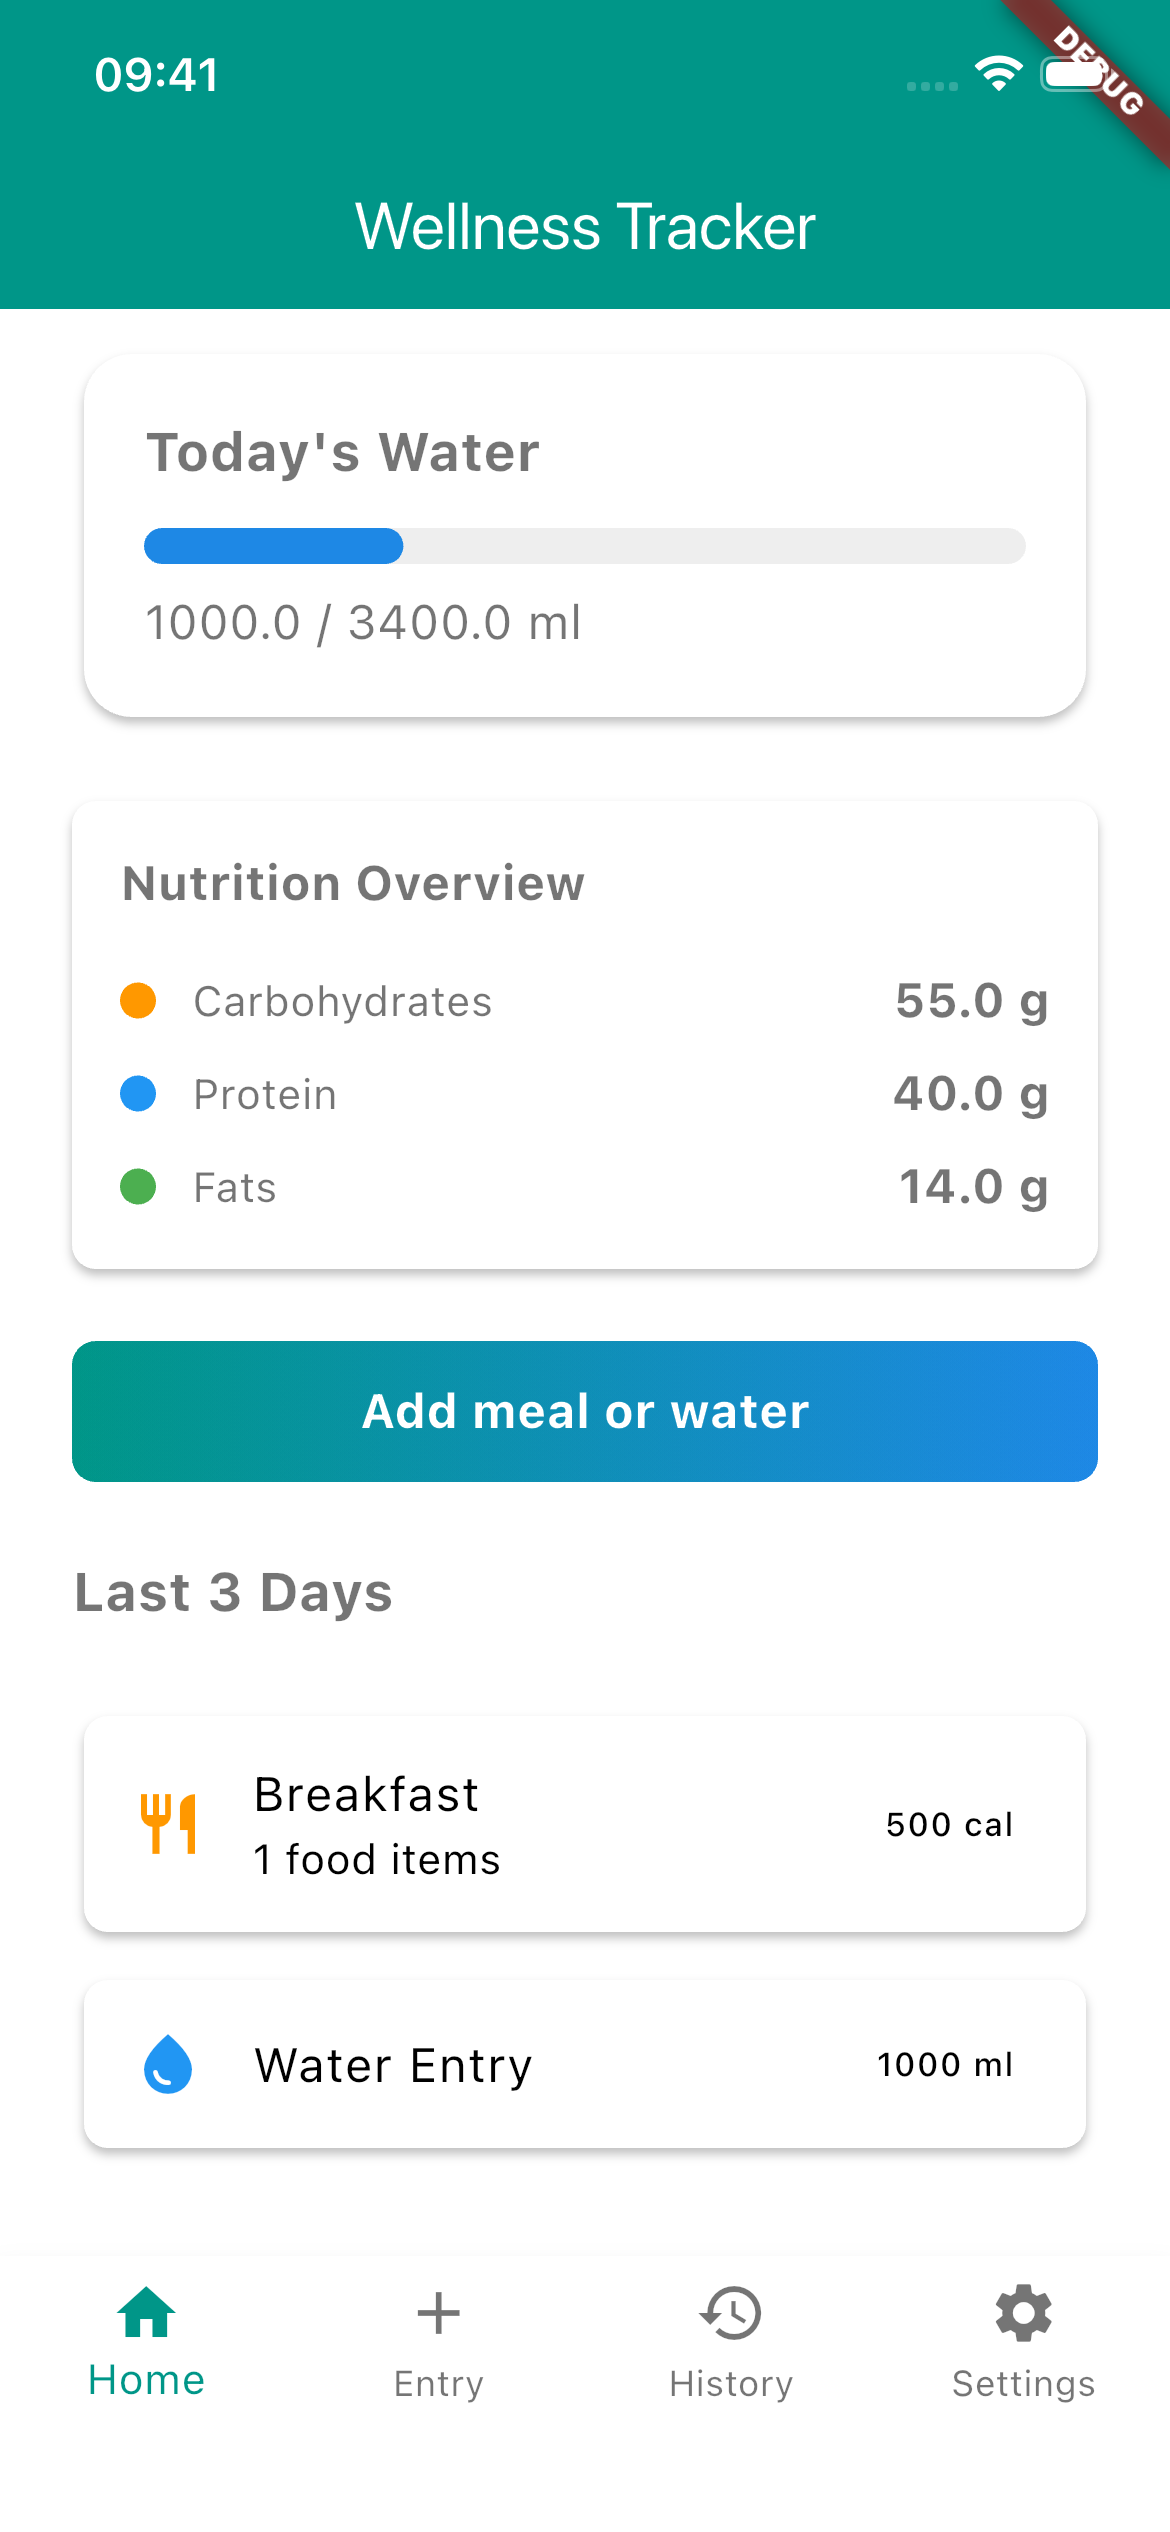 09:41
DEBUG
Wellness Tracker
Today's Water
1000.0 / 3400.0 ml
Nutrition Overview
Carbohydrates 55.0 g
Protein 40.0 g
Fats 14.0 g
Add meal or water
Last 3 Days
Breakfast
1 food items
500 cal
Water Entry 1000 ml
Home Entry History Settings